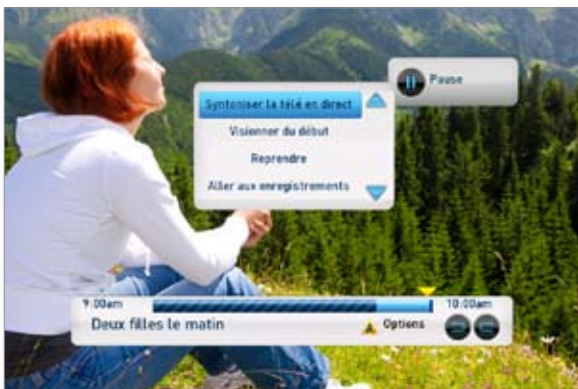 Pause
Syntoniser la télé en direct
Visionner du début
Reprendre
Aller aux enregistrements
9:00am 10:00am
Deux filles le matin Options